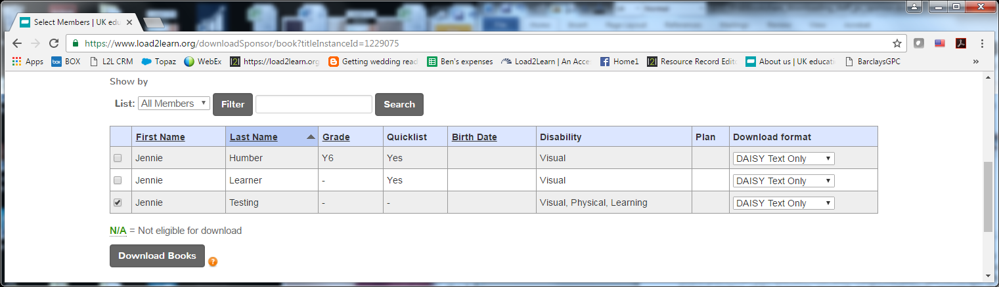 Select Members | UK edu
https://www.load2learn.org/downloadSponsor/book?titleInstanceId=1229075
Apps BOX L2L CRM Topaz WebEx https://load2learn.org Getting wedding read Ben's expenses Load2Learn | An Acce Home1 Resource Record Edit About us | UK educati BarclaysGPC »
Show by
List: All Members Filter Search
First Name Last Name Grade Quicklist Birth Date Disability Plan Download format
Jennie Humber Y6 Yes Visual DAISY Text Only
Jennie Learner - Yes Visual DAISY Text Only
Jennie Testing - - Visual, Physical, Learning DAISY Text Only
N/A = Not eligible for download
Download Books ?